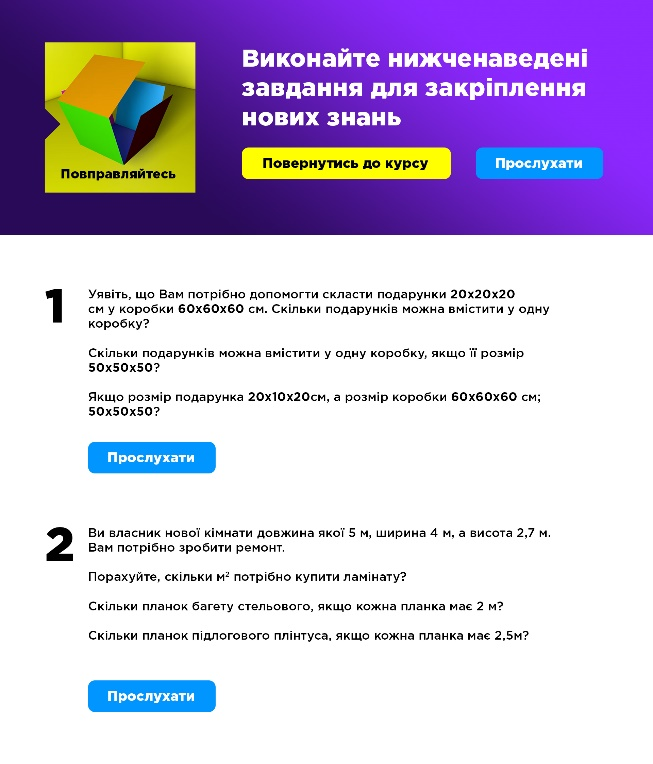 Повправляйтесь
Виконайте нижченаведені
завдання для закріплення
нових знань
Повернутись до курсу
Прослухати
1
Уявіть, що Вам потрібно допомогти скласти подарунки 20х20х20
см у коробки 60х60х60 см. Скільки подарунків можна вмістити у одну
коробку?
Скільки подарунків можна вмістити у одну коробку, якщо її розмір
50х50х50?
Якщо розмір подарунка 20х10х20см, а розмір коробки 60х60х60 см;
50х50х50?
Прослухати
2
Ви власник нової кімнати довжина якої 5 м, ширина 4 м, а висота 2,7 м.
Вам потрібно зробити ремонт.
Порахуйте, скільки м² потрібно купити ламінату?
Скільки планок багету стельового, якщо кожна планка має 2 м?
Скільки планок підлогового плінтуса, якщо кожна планка має 2,5м?
Прослухати